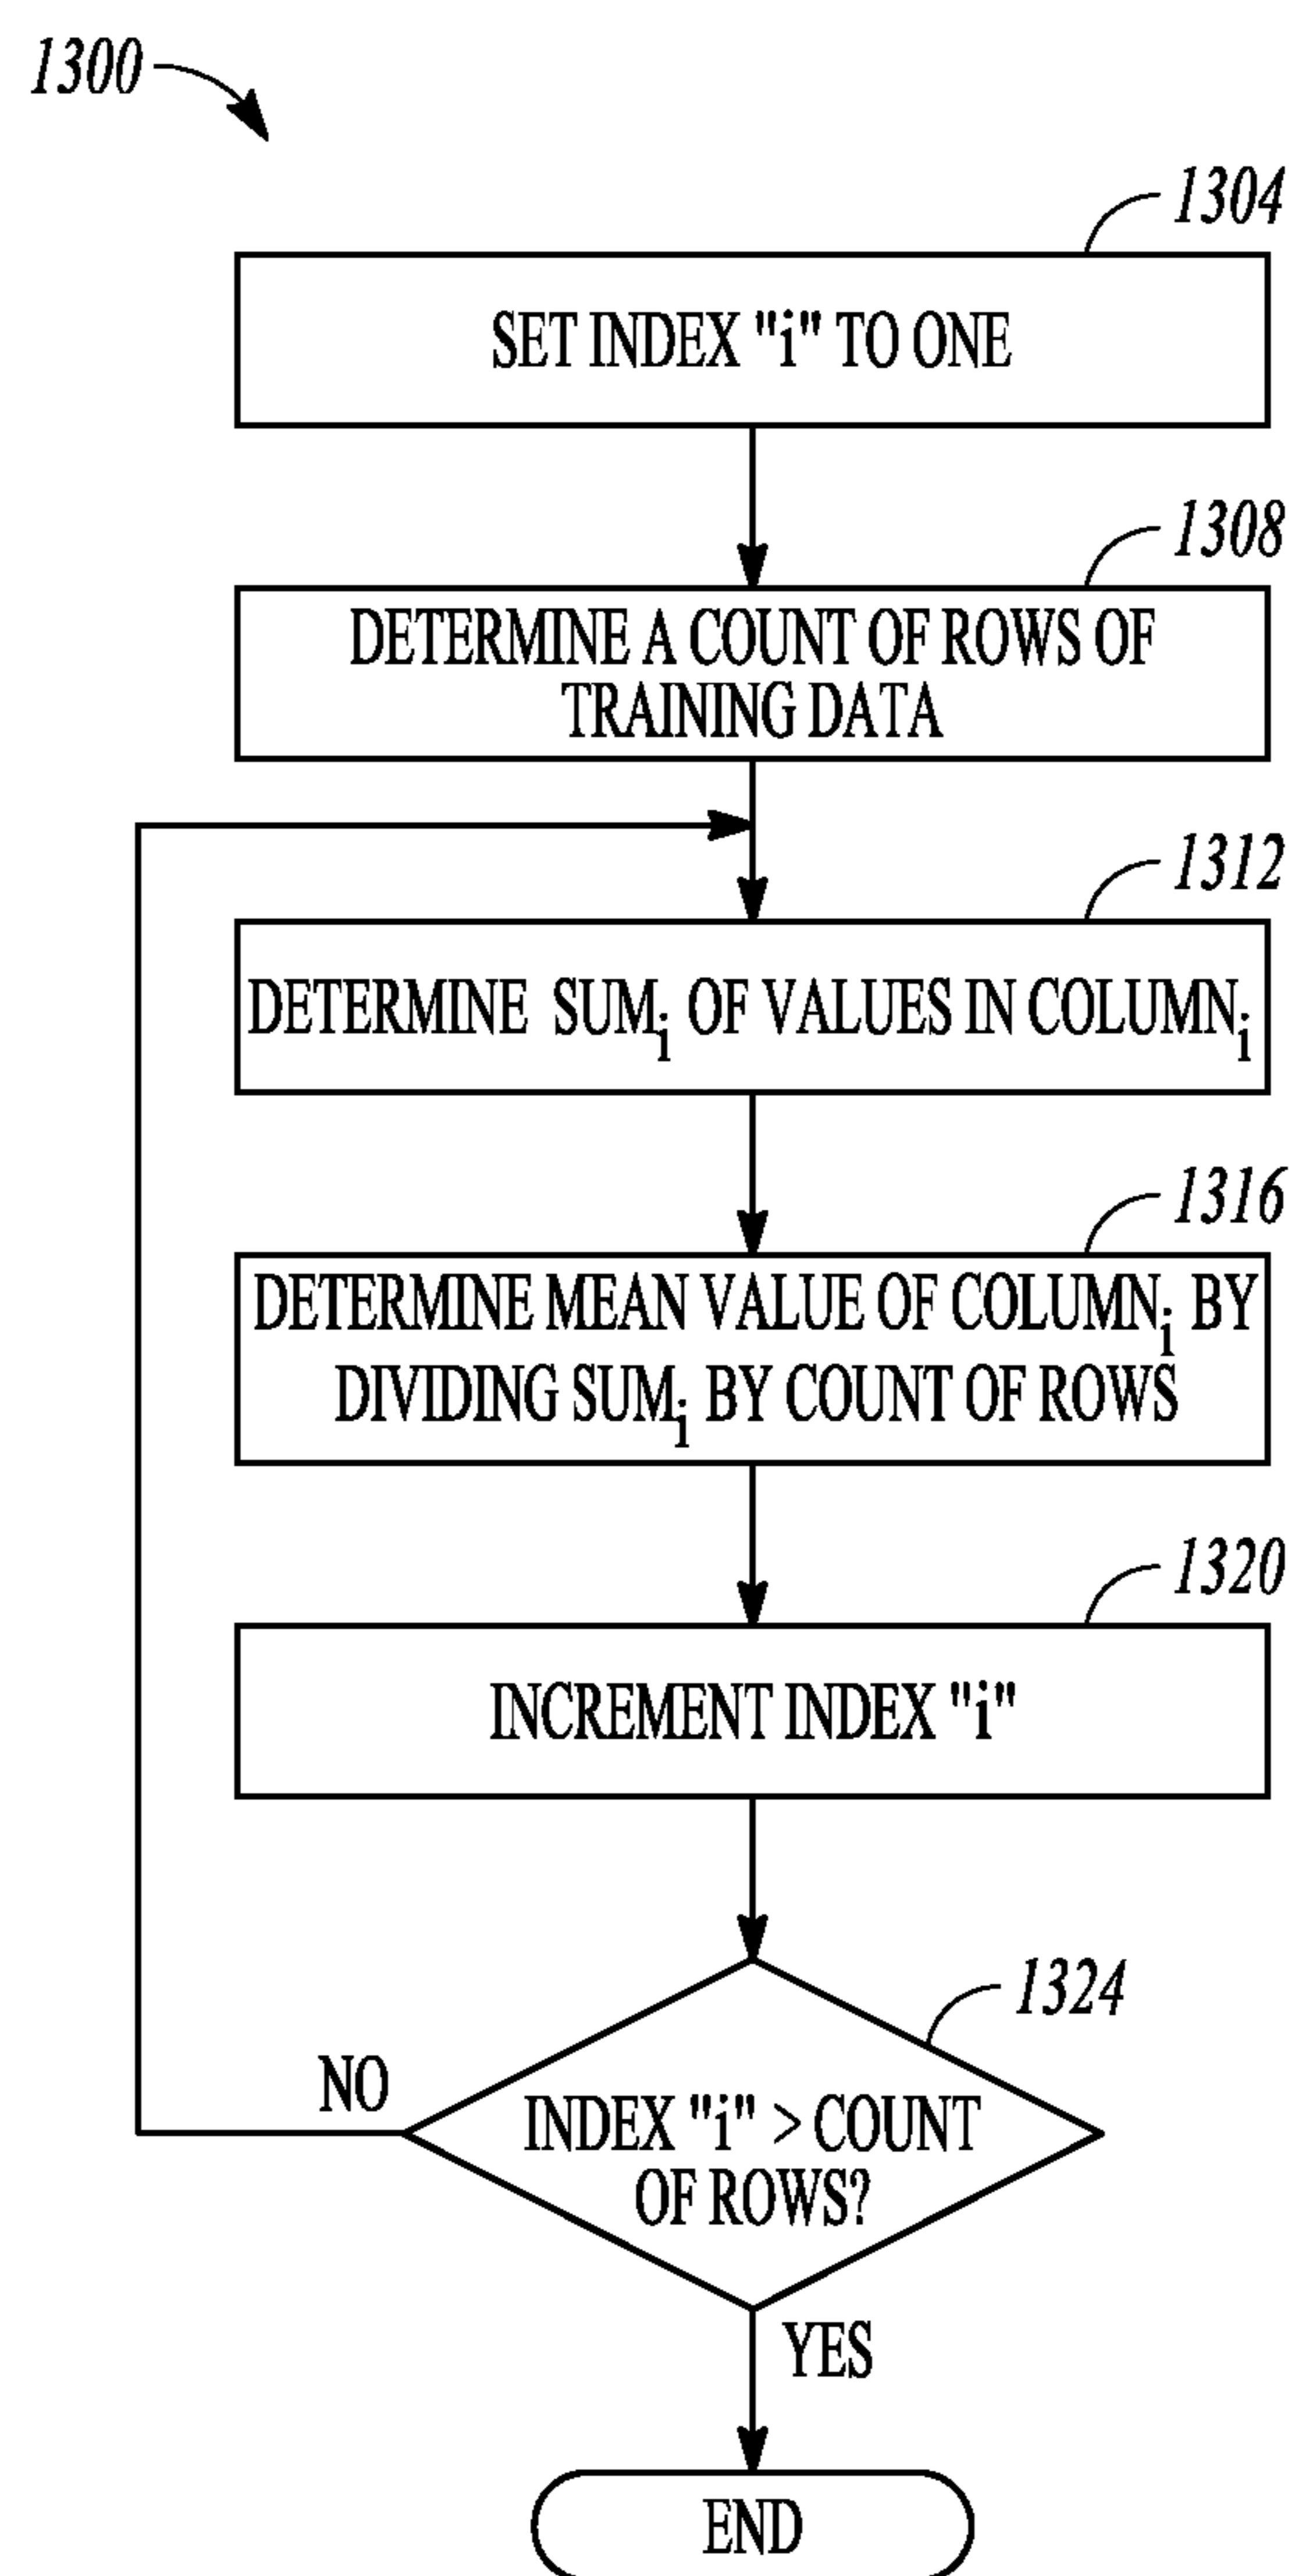 1300
1304
SET INDEX "i" TO ONE
1308
DETERMINE A COUNT OF ROWS OF
TRAINING DATA
1312
DETERMINE SUMi OF VALUES IN COLUMNi
1316
DETERMINE MEAN VALUE OF COLUMNi BY
DIVIDING SUMi BY COUNT OF ROWS
1320
INCREMENT INDEX "i"
1324
NO
INDEX "i" > COUNT
OF ROWS?
YES
END